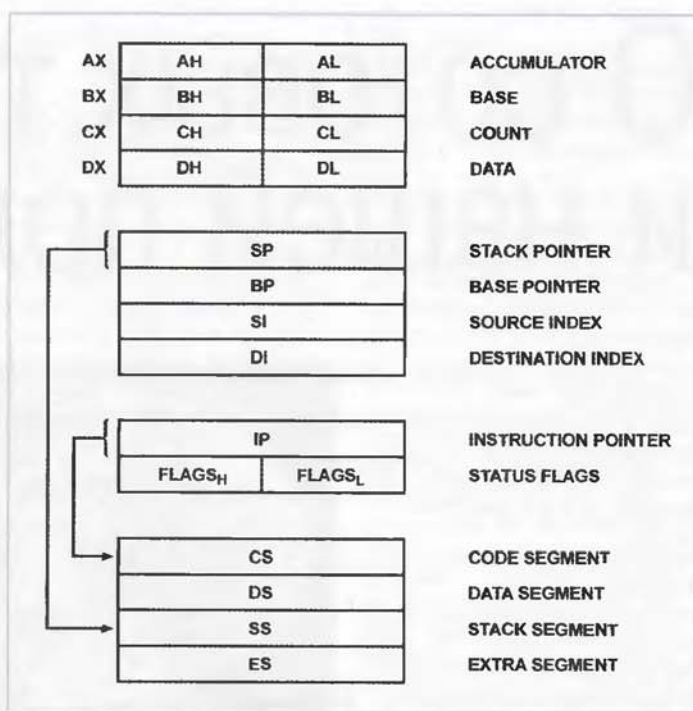 AX AH AL ACCUMULATOR
BX BH BL BASE
CX CH CL COUNT
DX DH DL DATA
SP STACK POINTER
BP BASE POINTER
SI SOURCE INDEX
DI DESTINATION INDEX
IP INSTRUCTION POINTER
FLAGSH FLAGSL STATUS FLAGS
CS CODE SEGMENT
DS DATA SEGMENT
SS STACK SEGMENT
ES EXTRA SEGMENT